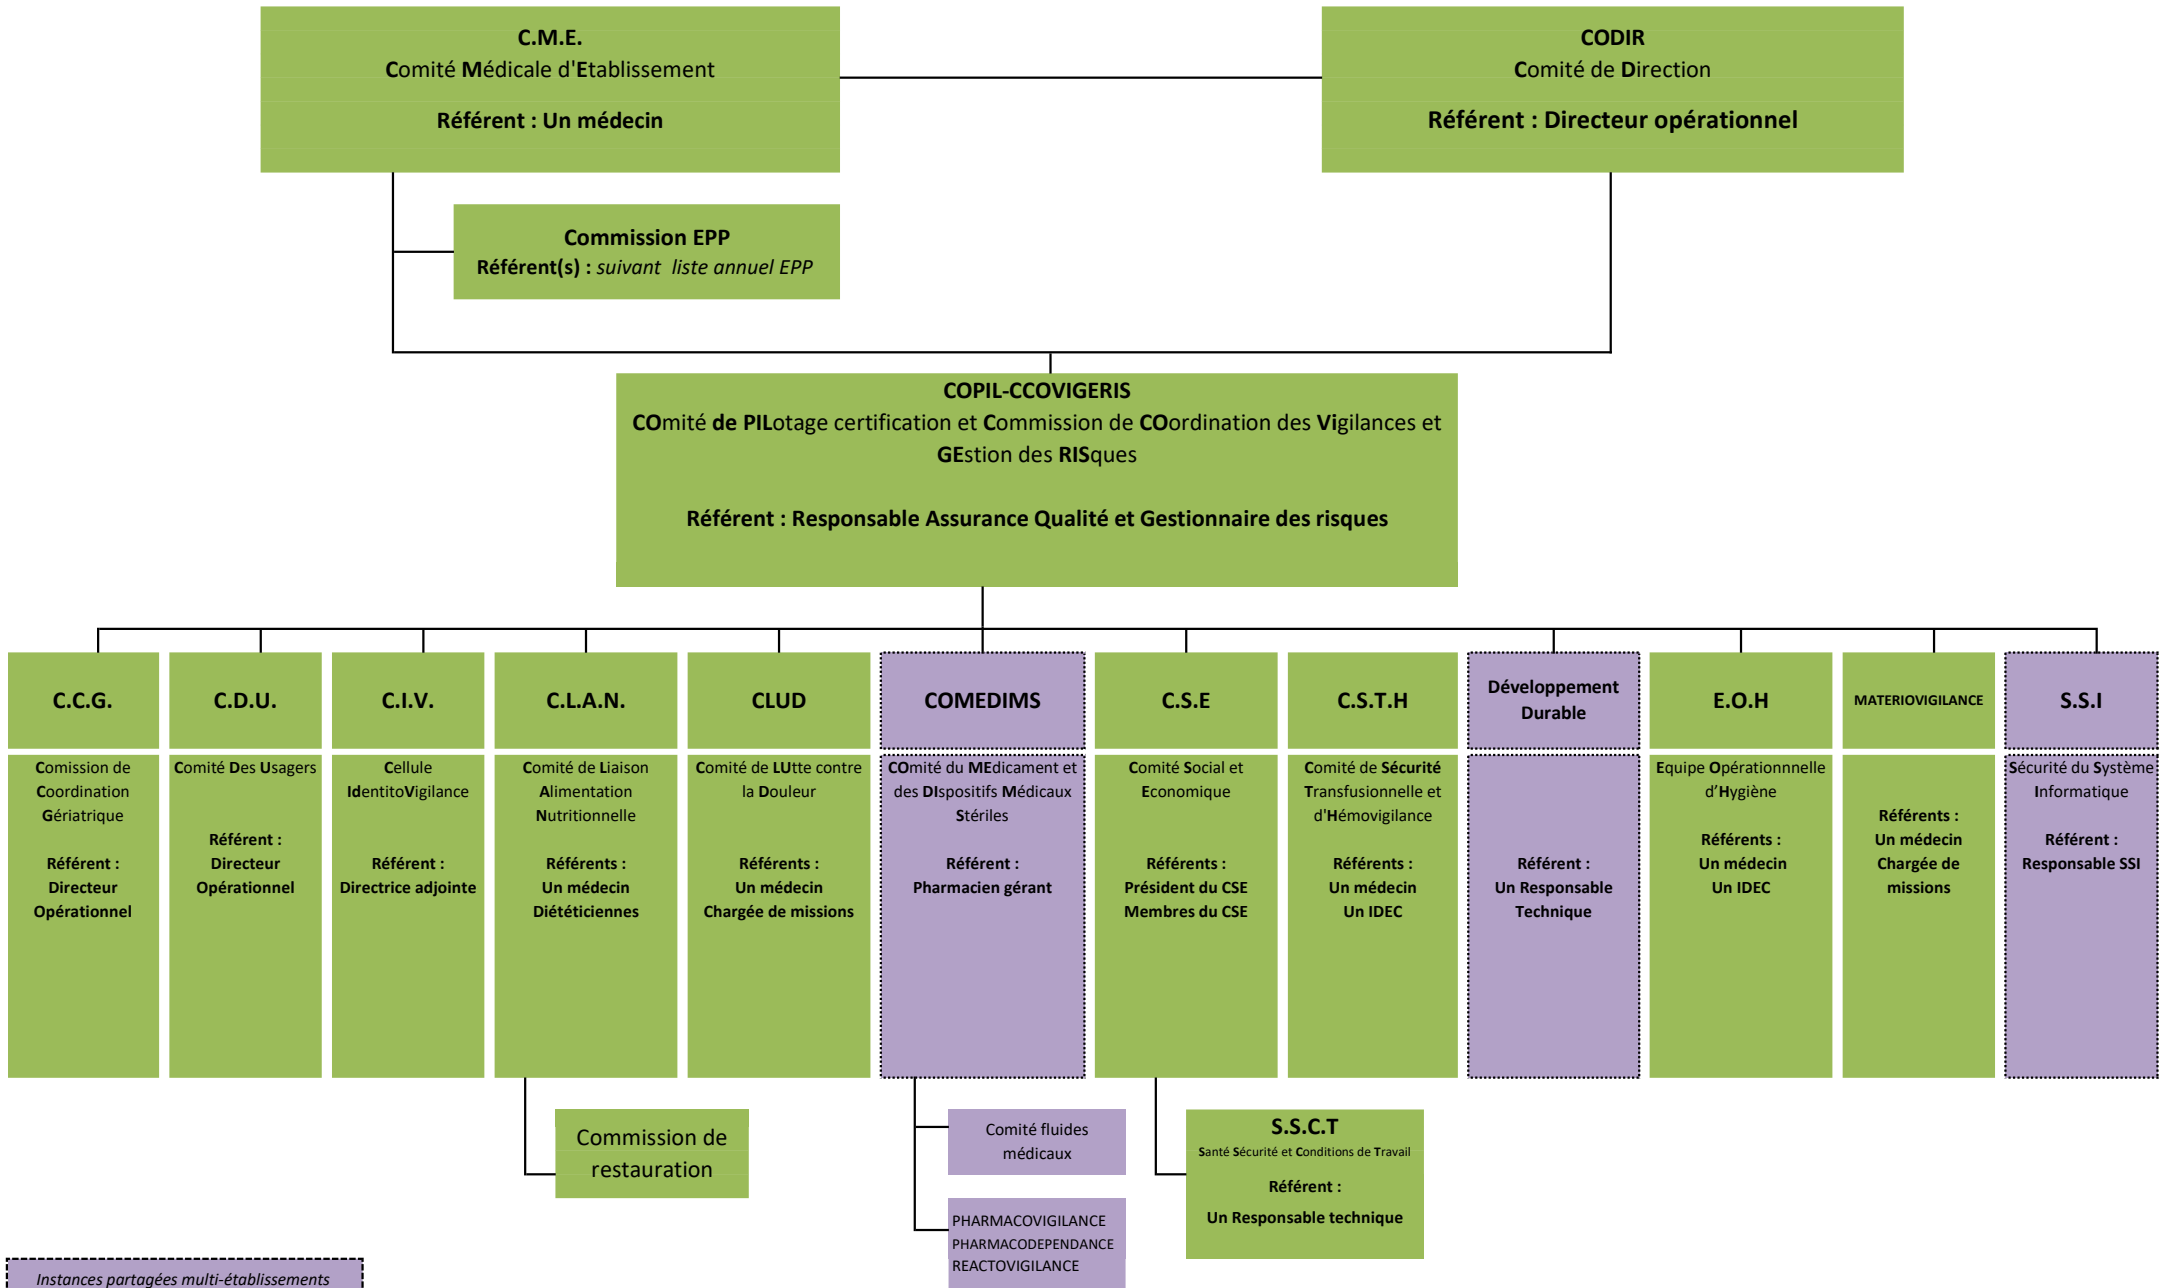 C.M.E.
Comité Médicale d'Etablissement
Référent : Un médecin
CODIR
Comité de Direction
Référent : Directeur opérationnel
Commission EPP
Référent(s) : suivant liste annuel EPP
COPIL-CCOVIGERIS
COmité de PILotage certification et Commission de COordination des Vigilances et
GEstion des RISques
Référent : Responsable Assurance Qualité et Gestionnaire des risques
C.C.G.
Comission de
Coordination
Gériatrique
Référent :
Directeur
Opérationnel
C.D.U.
Comité Des Usagers
Référent :
Directeur
Opérationnel
C.I.V.
Cellule
IdentitoVigilance
Référent :
Directrice adjointe
C.L.A.N.
Comité de Liaison
Alimentation
Nutritionnelle
Référents :
Un médecin
Diététiciennes
CLUD
Comité de LUtte contre
la Douleur
Référents :
Un médecin
Chargée de missions
COMEDIMS
COmité du MEdicament et
des DIspositifs Médicaux
Stériles
Référent :
Pharmacien gérant
C.S.E
Comité Social et
Economique
Référents :
Président du CSE
Membres du CSE
C.S.T.H
Comité de Sécurité
Transfusionnelle et
d'Hémovigilance
Référents :
Un médecin
Un IDEC
Développement
Durable
Référent :
Un Responsable
Technique
E.O.H
Equipe Opérationnnelle
d’Hygiène
Référents :
Un médecin
Un IDEC
MATERIOVIGILANCE
Référents :
Un médecin
Chargée de
missions
S.S.I
Sécurité du Système
Informatique
Référent :
Responsable SSI
Commission de
restauration
Comité fluides
médicaux
PHARMACOVIGILANCE
PHARMACODEPENDANCE
REACTOVIGILANCE
S.S.C.T
Santé Sécurité et Conditions de Travail
Référent :
Un Responsable technique
Instances partagées multi-établissements